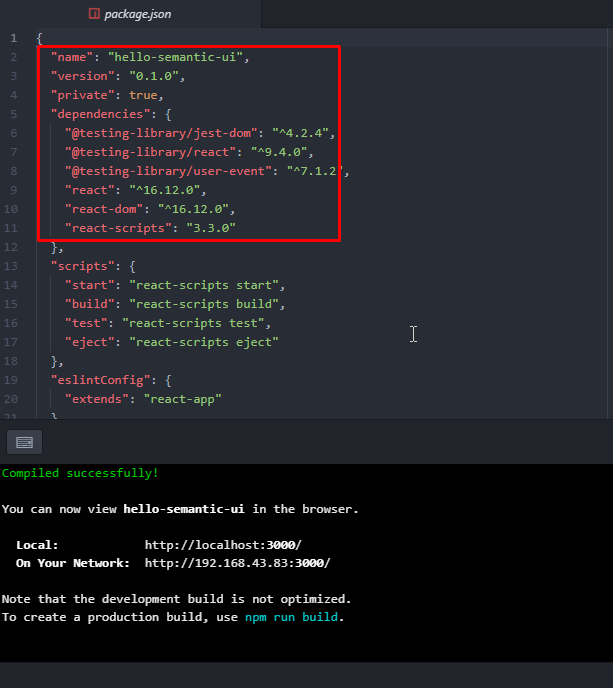 package.json
1 {
2   "name": "hello-semantic-ui",
3   "version": "0.1.0",
4   "private": true,
5   "dependencies": {
6     "@testing-library/jest-dom": "^4.2.4",
7     "@testing-library/react": "^9.4.0",
8     "@testing-library/user-event": "^7.1.2",
9     "react": "^16.12.0",
10     "react-dom": "^16.12.0",
11     "react-scripts": "3.3.0"
12   },
13   "scripts": {
14     "start": "react-scripts start",
15     "build": "react-scripts build",
16     "test": "react-scripts test",
17     "eject": "react-scripts eject"
18   },
19   "eslintConfig": {
20     "extends": "react-app"
21   }
Compiled successfully!
You can now view hello-semantic-ui in the browser.
Local: http://localhost:3000/
On Your Network: http://192.168.43.83:3000/
Note that the development build is not optimized.
To create a production build, use npm run build.